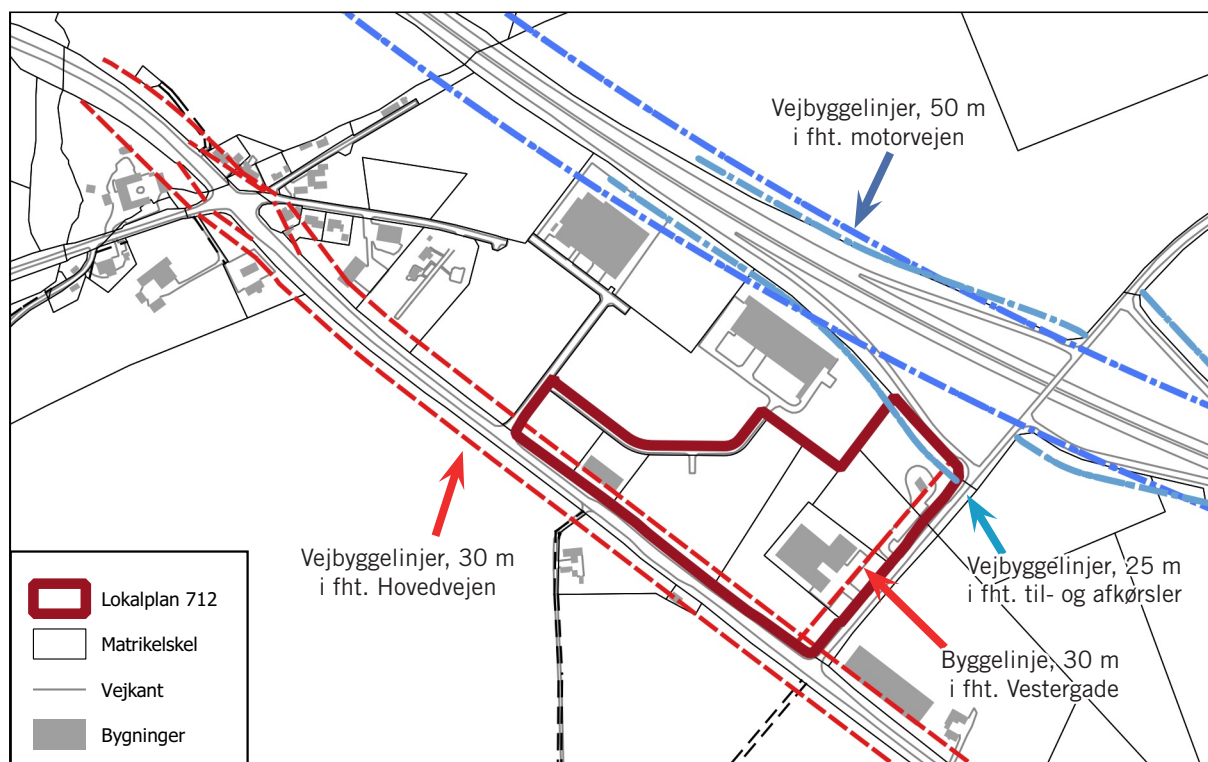 Vejbyggelinjer, 50 m
i fht. motorvejen
Vejbyggelinjer, 30 m
i fht. Hovedvejen
Vejbyggelinjer, 25 m
i fht. til- og afkørsler
Byggelinje, 30 m
i fht. Vestergade
Lokalplan 712
Matrikelskel
Vejkant
Bygninger